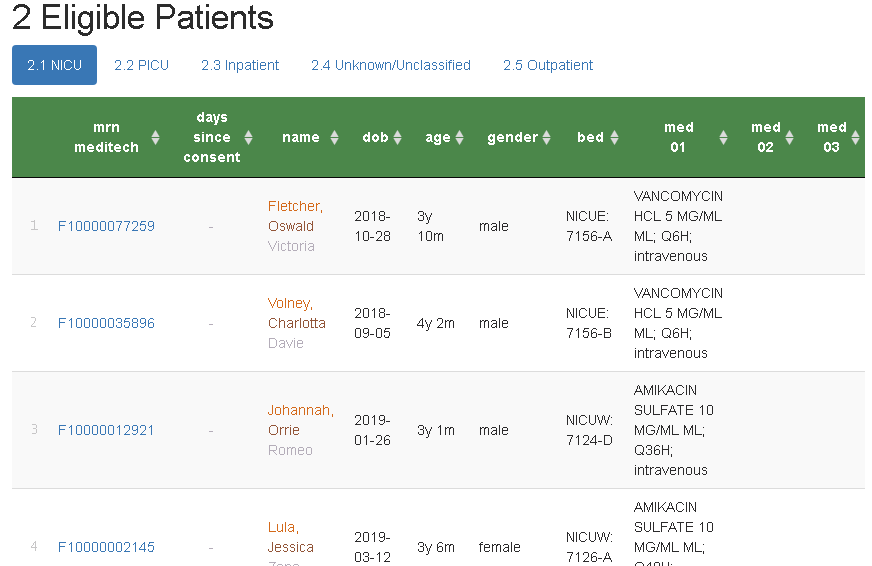 2 Eligible Patients
2.1 NICU 2.2 PICU 2.3 Inpatient 2.4 Unknown/Unclassified 2.5 Outpatient
mrn meditech days since consent name dob age gender bed med 01 med 02 med 03
1 F10000077259 - Fletcher, Oswald Victoria 2018-10-28 3y 10m male NICUE: 7156-A VANCOMYCIN HCL 5 MG/ML ML; Q6H; intravenous
2 F10000035896 - Volney, Charlotta Davie 2018-09-05 4y 2m male NICUE: 7156-B VANCOMYCIN HCL 5 MG/ML ML; Q6H; intravenous
3 F10000012921 - Johannah, Orrie Romeo 2019-01-26 3y 1m male NICUW: 7124-D AMIKACIN SULFATE 10 MG/ML ML; Q36H; intravenous
4 F10000002145 - Lula, Jessica 2019-03-12 3y 6m female NICUW: 7126-A AMIKACIN SULFATE 10 MG/ML ML;